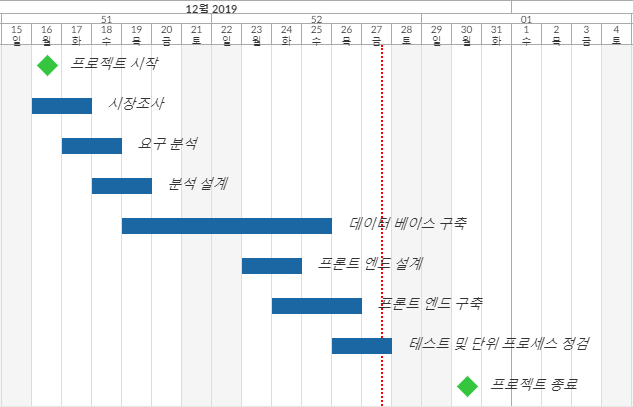 12월 2019
51 52 01
15 16 17 18 19 20 21 22 23 24 25 26 27 28 29 30 31 1 2 3 4
일 월 화 수 목 금 토 일 월 화 수 목 금 토 일 월 화 수 목 금 토
프로젝트 시작
시장조사
요구 분석
분석 설계
데이터 베이스 구축
프론트 엔드 설계
프론트 엔드 구축
테스트 및 단위 프로세스 정검
프로젝트 종료